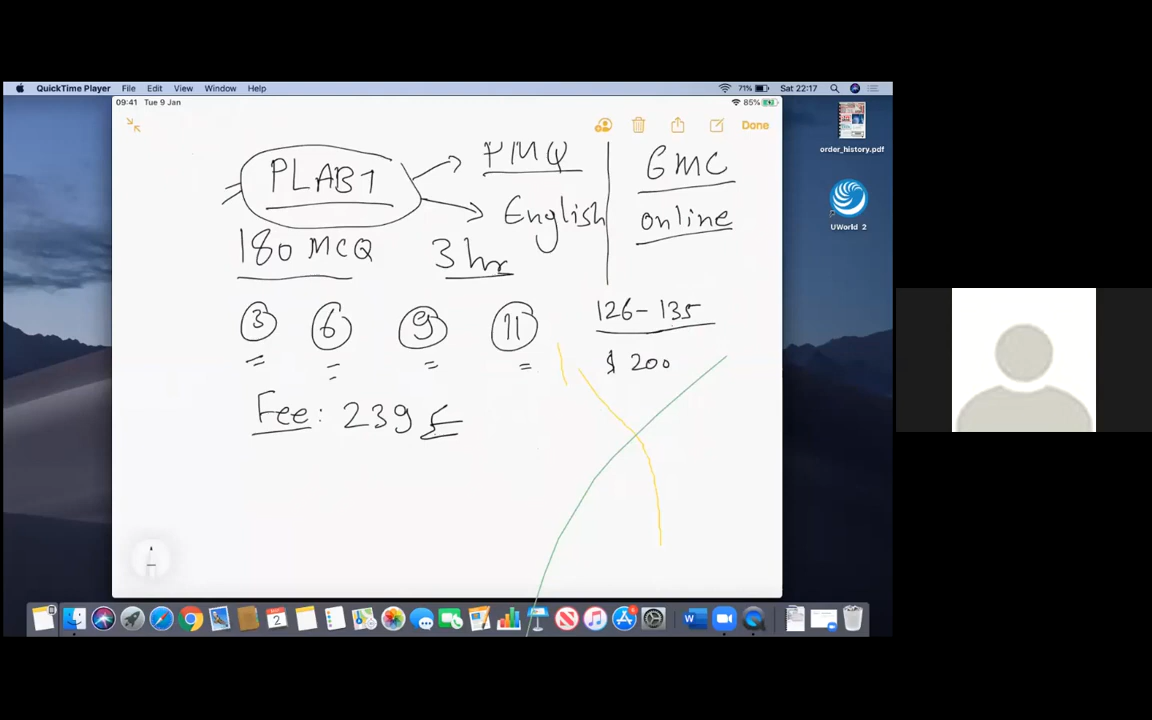 QuickTime Player File Edit View Window Help 71% Sat 22:17
09:41 Tue 9 Jan 85%
Done
order_history.pdf
UWorld 2
PLAB1 PMQ GMC
English online
180 MCQ 3 hr
3 6 9 11 126-135
$ 200
Fee: 239 £